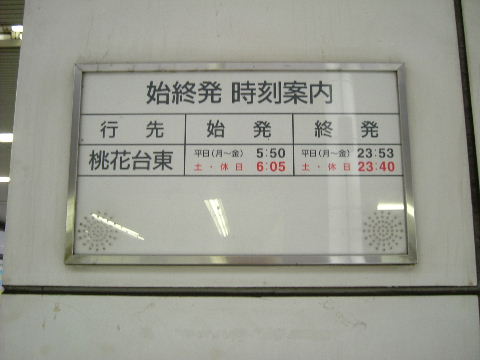 始終発 時刻案内
行先 始発 終発
桃花台東 平日(月～金) 5:50 平日(月～金) 23:53
土・休日 6:05 土・休日 23:40